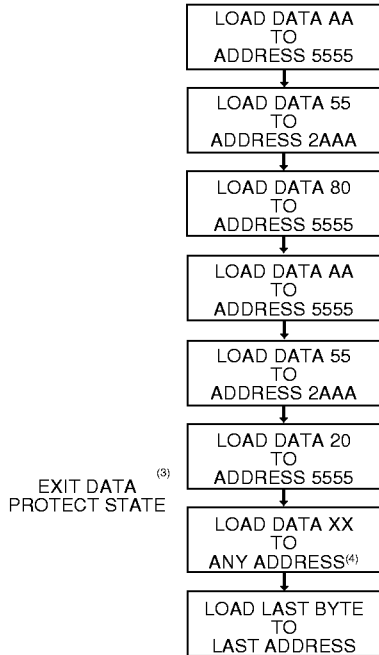 LOAD DATA AA
TO
ADDRESS 5555
LOAD DATA 55
TO
ADDRESS 2AAA
LOAD DATA 80
TO
ADDRESS 5555
LOAD DATA AA
TO
ADDRESS 5555
LOAD DATA 55
TO
ADDRESS 2AAA
LOAD DATA 20
TO
ADDRESS 5555
EXIT DATA (3)
PROTECT STATE
LOAD DATA XX
TO
ANY ADDRESS(4)
LOAD LAST BYTE
TO
LAST ADDRESS